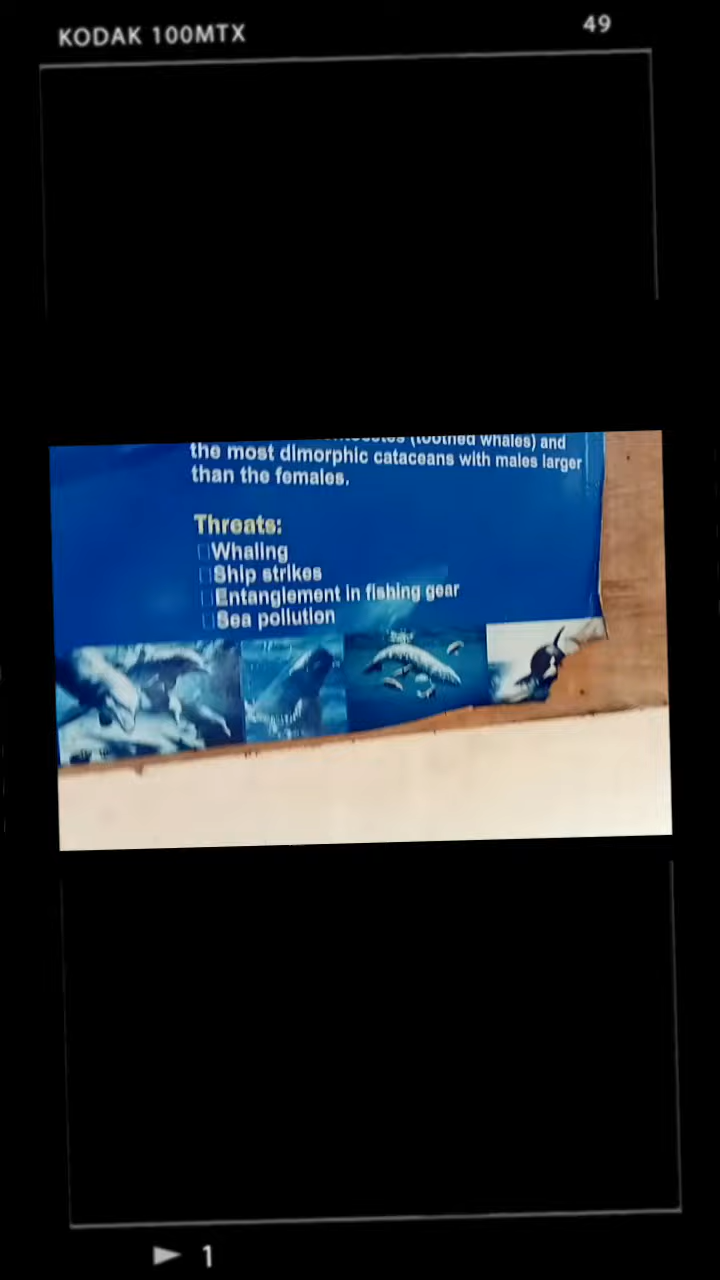 KODAK 100MTX
49
(toothed whales) and
the most dimorphic cataceans with males larger
than the females.
Threats:
Whaling
Ship strikes
Entanglement in fishing gear
Sea pollution
1